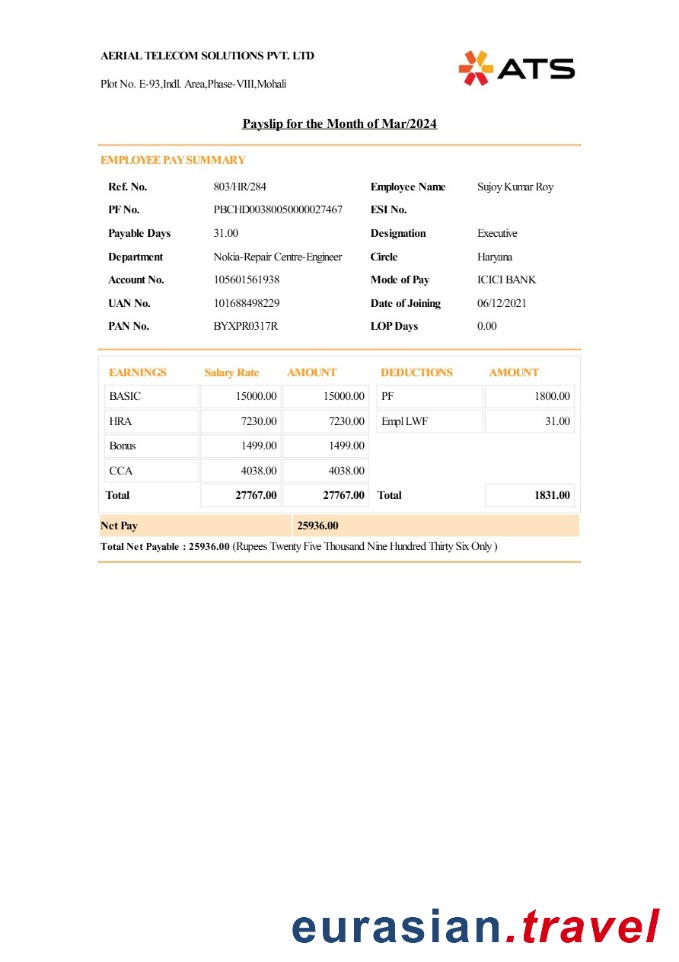 AERIAL TELECOM SOLUTIONS PVT. LTD
ATS
Plot No. E-93,Indl. Area,Phase-VIII,Mohali
Payslip for the Month of Mar/2024
EMPLOYEE PAY SUMMARY
Ref. No. 803/HR/284 Employee Name Sujoy Kumar Roy
PF No. PBCHD00380050000027467 ESI No.
Payable Days 31.00 Designation Executive
Department Nokia-Repair Centre-Engineer Circle Haryana
Account No. 105601561938 Mode of Pay ICICI BANK
UAN No. 101688498229 Date of Joining 06/12/2021
PAN No. BYXPR0317R LOP Days 0.00
EARNINGS Salary Rate AMOUNT DEDUCTIONS AMOUNT
BASIC 15000.00 15000.00 PF 1800.00
HRA 7230.00 7230.00 Empl LWF 31.00
Bonus 1499.00 1499.00
CCA 4038.00 4038.00
Total 27767.00 27767.00 Total 1831.00
Net Pay 25936.00
Total Net Payable : 25936.00 (Rupees Twenty Five Thousand Nine Hundred Thirty Six Only )
eurasian.travel